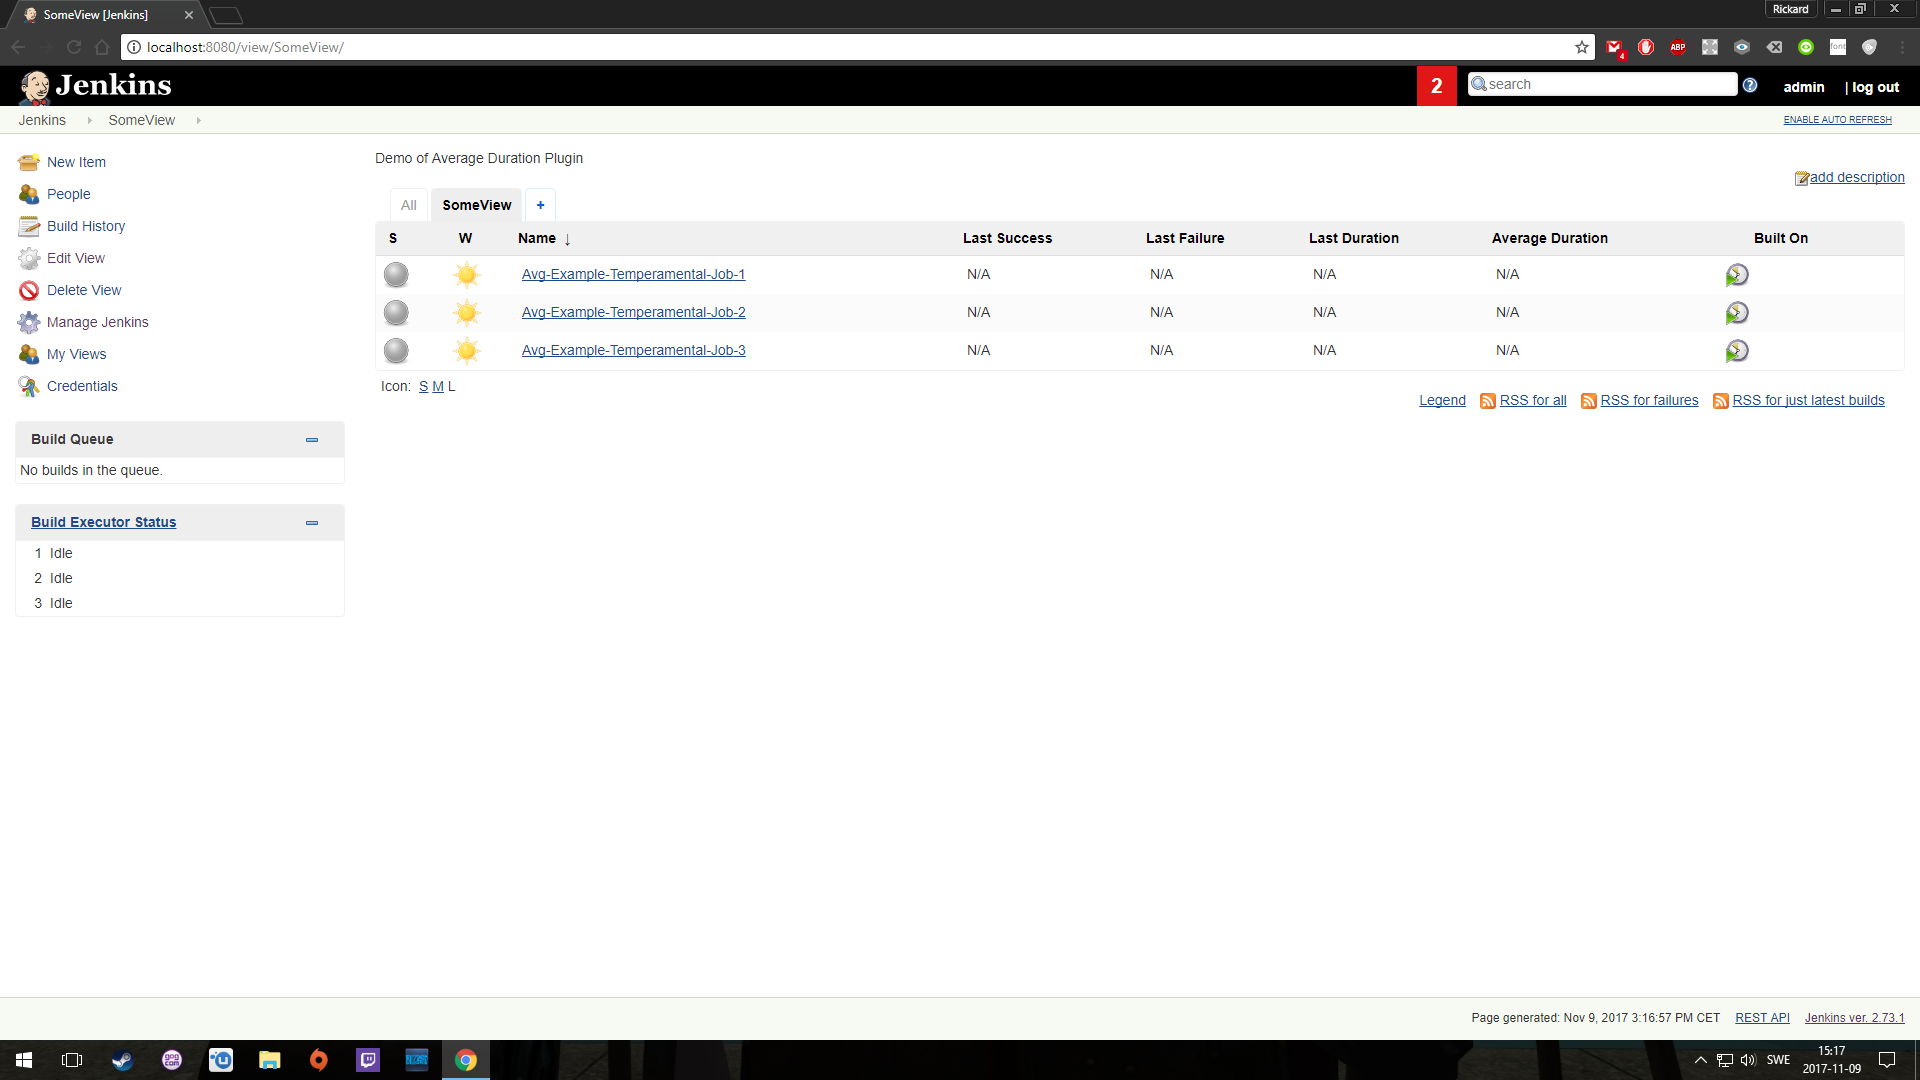 SomeView [Jenkins]
Rickard
localhost:8080/view/SomeView/
4
ABP
font
Jenkins
2
search
admin
| log out
Jenkins
SomeView
ENABLE AUTO REFRESH
New Item
People
Build History
Edit View
Delete View
Manage Jenkins
My Views
Credentials
Build Queue
No builds in the queue.
Build Executor Status
1 Idle
2 Idle
3 Idle
Demo of Average Duration Plugin
add description
All SomeView +
S W Name ↓ Last Success Last Failure Last Duration Average Duration Built On
Avg-Example-Temperamental-Job-1 N/A N/A N/A N/A
Avg-Example-Temperamental-Job-2 N/A N/A N/A N/A
Avg-Example-Temperamental-Job-3 N/A N/A N/A N/A
Icon: S M L
Legend RSS for all RSS for failures RSS for just latest builds
Page generated: Nov 9, 2017 3:16:57 PM CET REST API Jenkins ver. 2.73.1
gog
com
SWE
15:17
2017-11-09